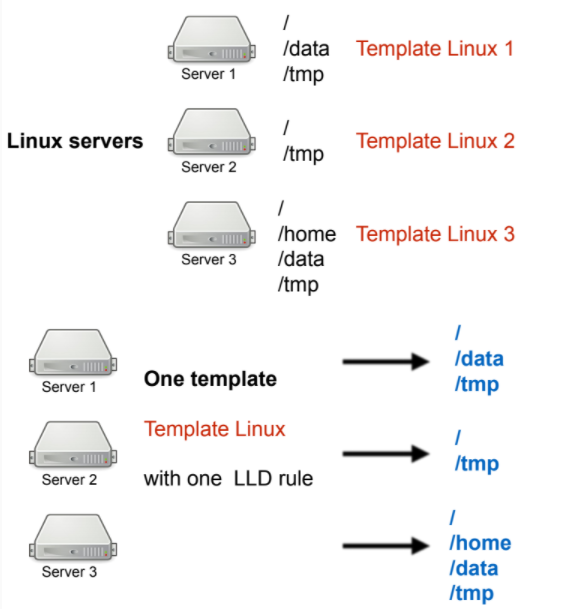 /
/data
/tmp
Template Linux 1
Server 1
Linux servers
/
/tmp
Template Linux 2
Server 2
/
/home
/data
/tmp
Template Linux 3
Server 3
Server 1
One template
/
/data
/tmp
Template Linux
Server 2
with one LLD rule
/
/tmp
Server 3
/
/home
/data
/tmp